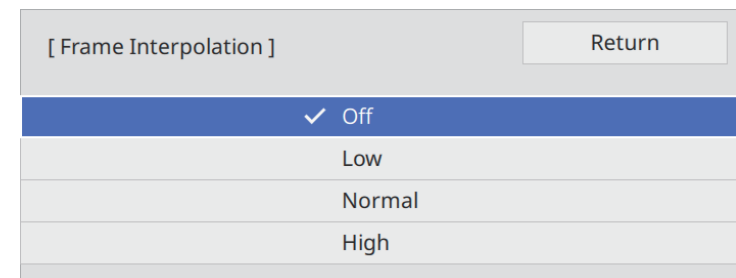 [ Frame Interpolation ]
Return
Off
Low
Normal
High